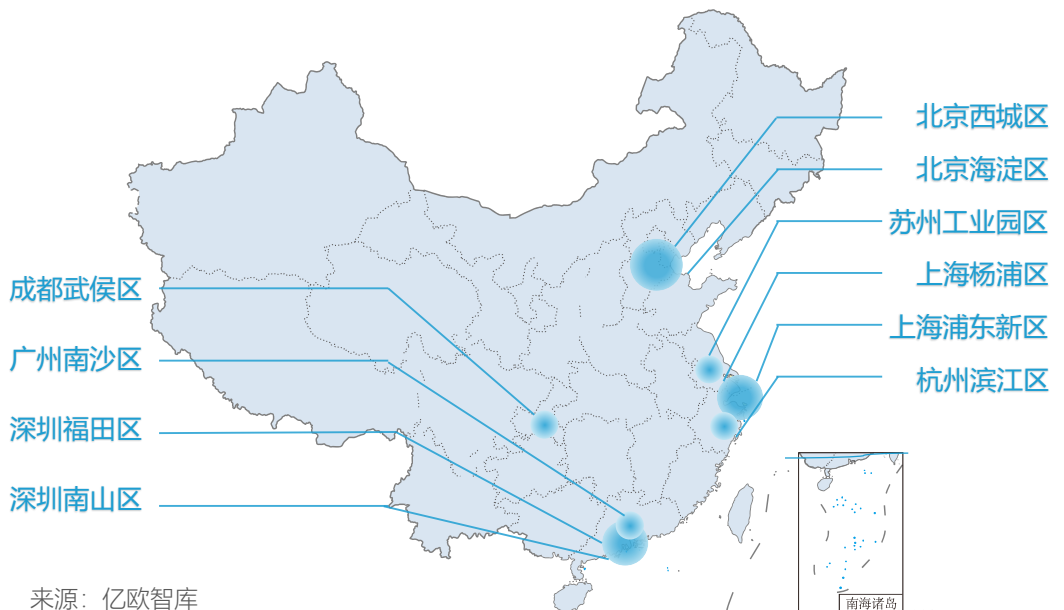 北京西城区
北京海淀区
苏州工业园区
上海杨浦区
上海浦东新区
杭州滨江区
成都武侯区
广州南沙区
深圳福田区
深圳南山区
南海诸岛
来源：亿欧智库